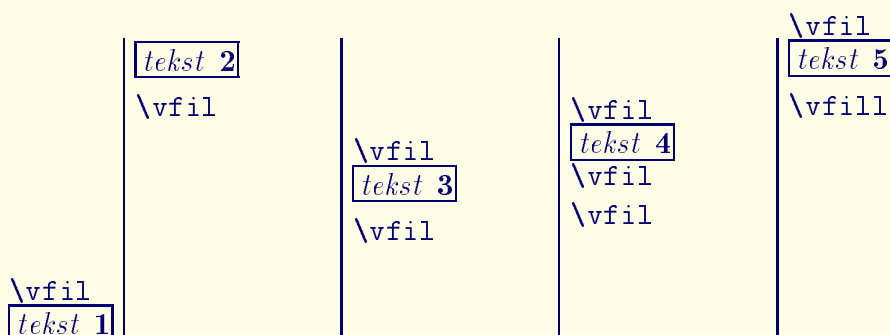 \vfil
tekst 1
tekst 2
\vfil
\vfil
tekst 3
\vfil
\vfil
tekst 4
\vfil
\vfil
\vfil
tekst 5
\vfill